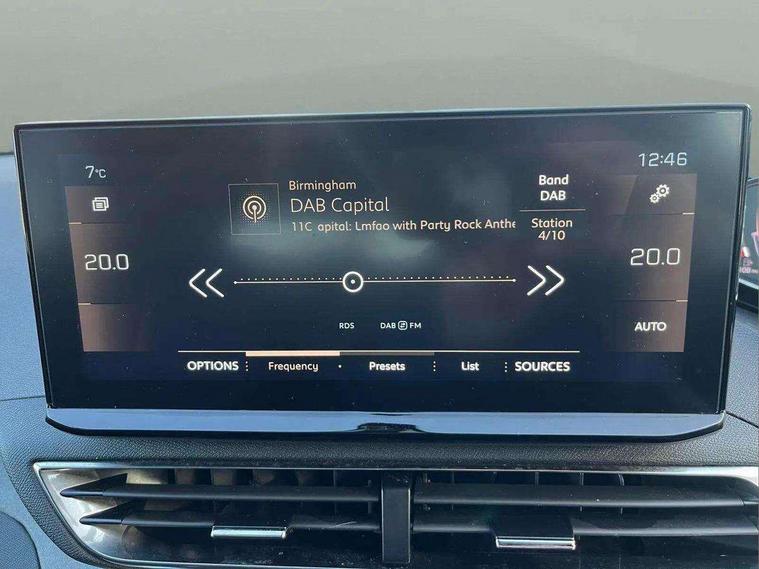 7°C
12:46
Birmingham
DAB Capital
11C apital: Lmfao with Party Rock Anthe
Band
DAB
Station
4/10
20.0
20.0
RDS
DAB FM
AUTO
OPTIONS
Frequency
Presets
List
SOURCES